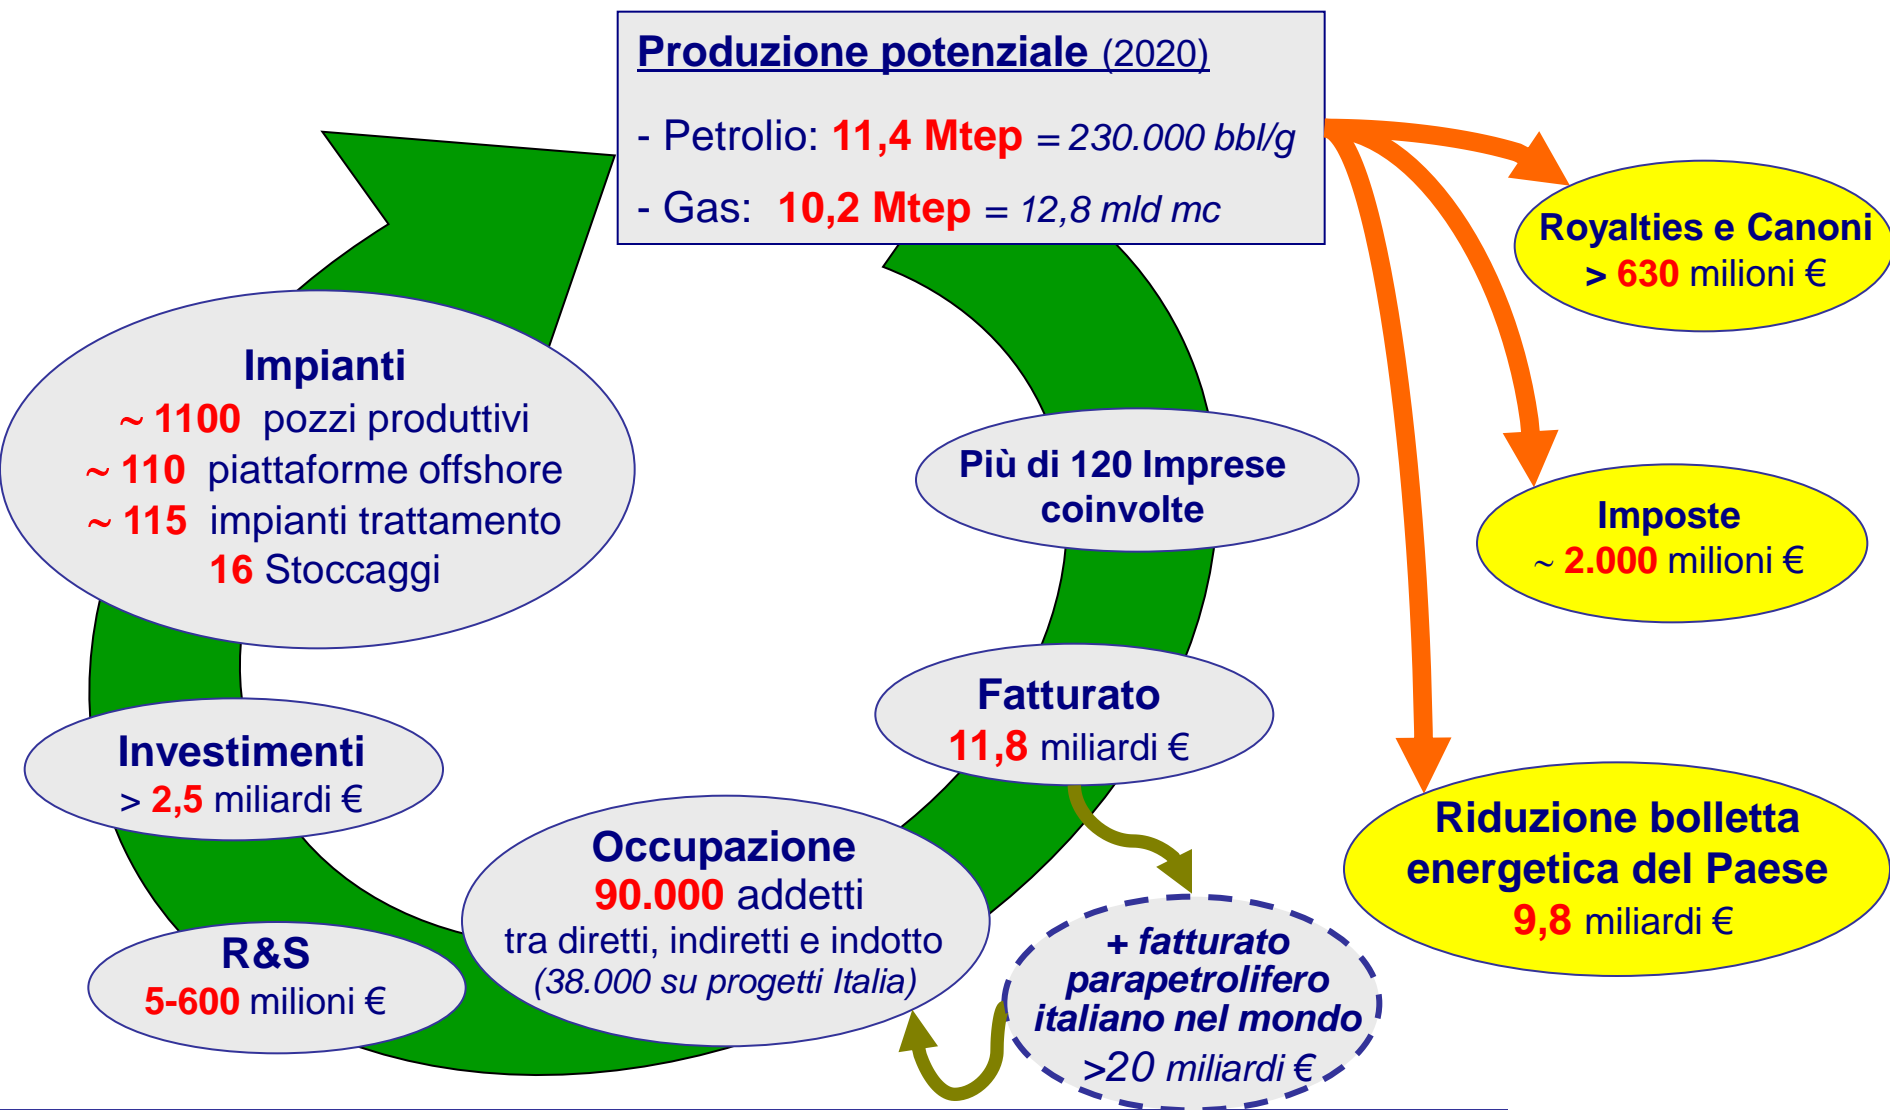 Produzione potenziale (2020)
- Petrolio: 11,4 Mtep = 230.000 bbl/g
- Gas: 10,2 Mtep = 12,8 mld mc
Royalties e Canoni
> 630 milioni €
Imposte
~ 2.000 milioni €
Riduzione bolletta
energetica del Paese
9,8 miliardi €
Più di 120 Imprese
coinvolte
Fatturato
11,8 miliardi €
+ fatturato
parapetrolifero
italiano nel mondo
>20 miliardi €
Occupazione
90.000 addetti
tra diretti, indiretti e indotto
(38.000 su progetti Italia)
R&S
5-600 milioni €
Investimenti
> 2,5 miliardi €
Impianti
~ 1100 pozzi produttivi
~ 110 piattaforme offshore
~ 115 impianti trattamento
16 Stoccaggi